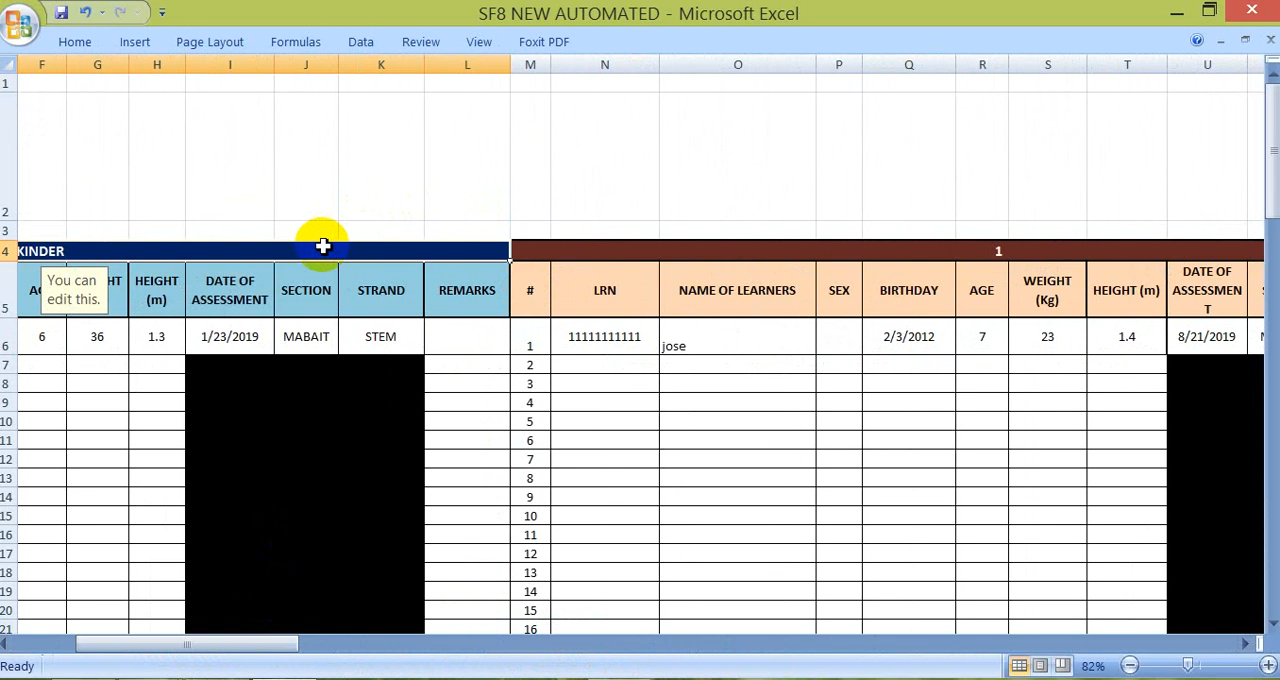 SF8 NEW AUTOMATED - Microsoft Excel
Home Insert Page Layout Formulas Data Review View Foxit PDF
F G H I J K L M N O P Q R S T U
1
2
3
4 KINDER 1
5 HEIGHT (m) DATE OF ASSESSMENT SECTION STRAND REMARKS # LRN NAME OF LEARNERS SEX BIRTHDAY AGE WEIGHT (Kg) HEIGHT (m) DATE OF ASSESSMEN T
You can edit this.
6 6 36 1.3 1/23/2019 MABAIT STEM 1 11111111111 jose 2/3/2012 7 23 1.4 8/21/2019
7 2
8 3
9 4
10 5
11 6
12 7
13 8
14 9
15 10
16 11
17 12
18 13
19 14
20 15
21 16
Ready 82%